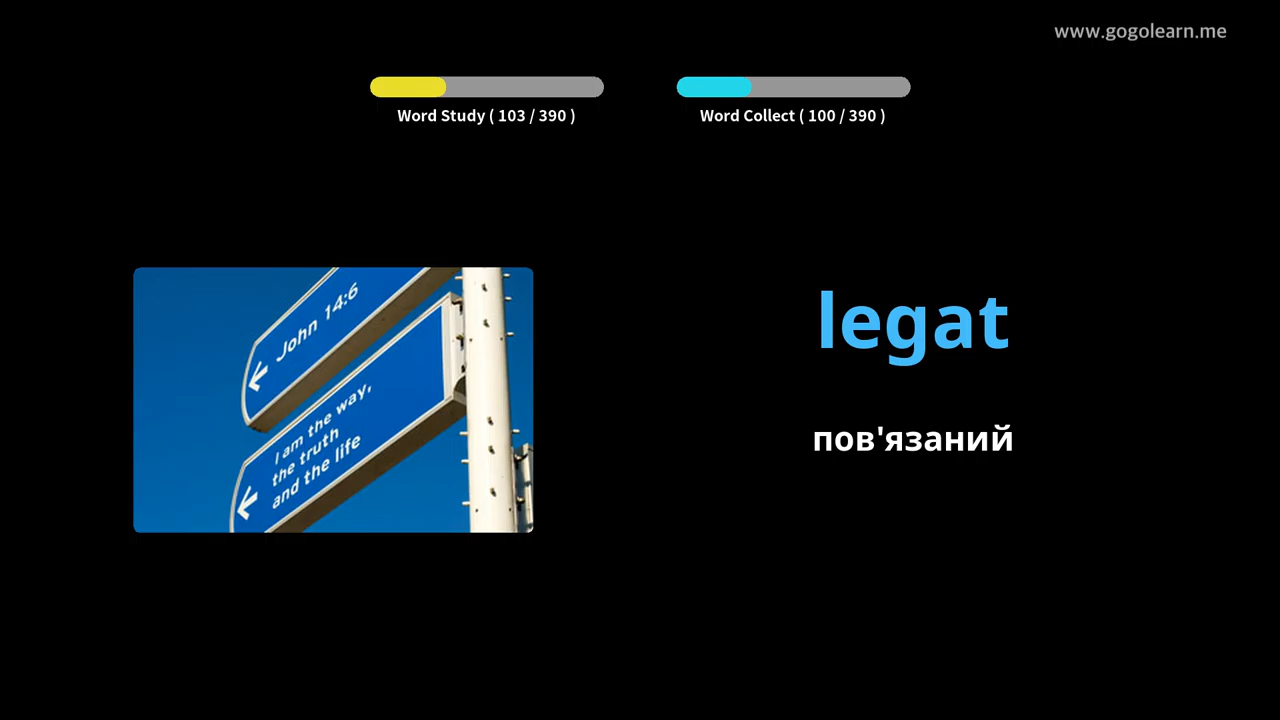 www.gogolearn.me
Word Study ( 103 / 390 )
Word Collect ( 100 / 390 )
John 14:6
I am the way,
the truth
and the life
legat
пов'язаний